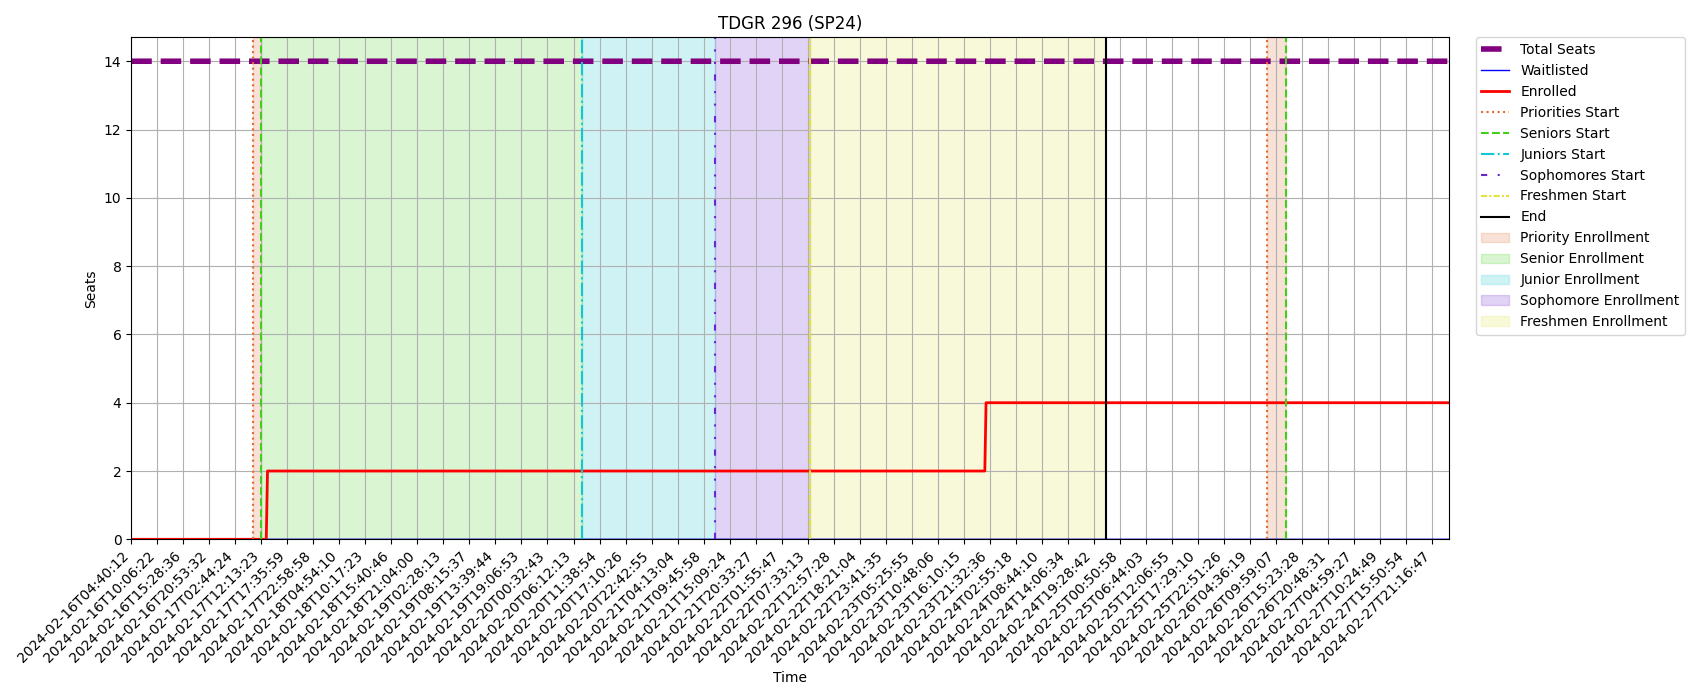 TDGR 296 (SP24)
Seats
14
12
10
8
6
4
2
0
2024-02-16T04:40:12
2024-02-16T10:06:22
2024-02-16T15:28:36
2024-02-16T20:53:32
2024-02-17T02:44:24
2024-02-17T12:13:23
2024-02-17T17:35:59
2024-02-17T22:58:58
2024-02-18T04:54:10
2024-02-18T10:17:23
2024-02-18T15:40:46
2024-02-18T21:04:00
2024-02-19T02:28:13
2024-02-19T08:15:37
2024-02-19T13:39:44
2024-02-19T19:06:53
2024-02-20T00:32:43
2024-02-20T06:12:13
2024-02-20T11:38:54
2024-02-20T17:10:26
2024-02-20T22:42:55
2024-02-21T04:13:04
2024-02-21T09:45:58
2024-02-21T15:09:24
2024-02-21T20:33:27
2024-02-22T01:55:47
2024-02-22T07:33:13
2024-02-22T12:57:28
2024-02-22T18:21:04
2024-02-22T23:41:35
2024-02-23T05:25:55
2024-02-23T10:48:06
2024-02-23T16:10:15
2024-02-23T21:32:36
2024-02-24T02:55:18
2024-02-24T08:44:10
2024-02-24T14:06:34
2024-02-24T19:28:42
2024-02-25T00:50:58
2024-02-25T06:44:03
2024-02-25T12:06:55
2024-02-25T17:29:10
2024-02-25T22:51:26
2024-02-26T04:36:19
2024-02-26T09:59:07
2024-02-26T15:23:28
2024-02-26T20:48:31
2024-02-27T04:59:27
2024-02-27T10:24:49
2024-02-27T15:50:54
2024-02-27T21:16:47
Time
Total Seats
Waitlisted
Enrolled
Priorities Start
Seniors Start
Juniors Start
Sophomores Start
Freshmen Start
End
Priority Enrollment
Senior Enrollment
Junior Enrollment
Sophomore Enrollment
Freshmen Enrollment